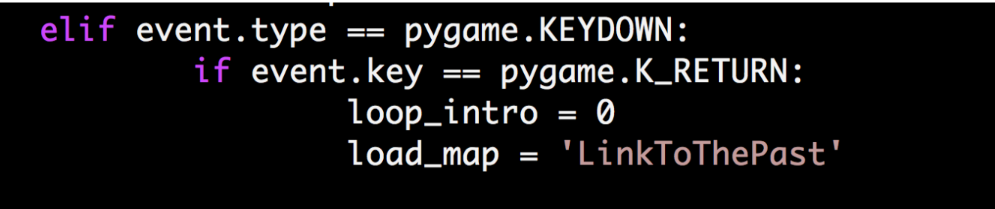 elif event.type == pygame.KEYDOWN:
if event.key == pygame.K_RETURN:
loop_intro = 0
load_map = 'LinkToThePast'